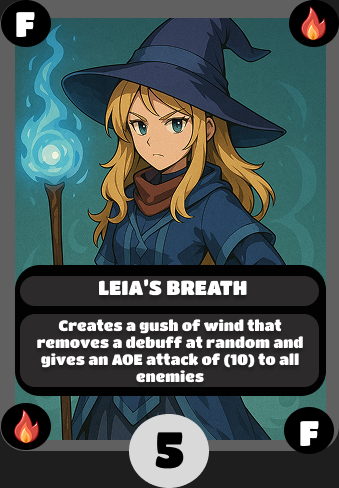 F
LEIA'S BREATH
Creates a gush of wind that
removes a debuff at random and
gives an AOE attack of (10) to all
enemies
5
F